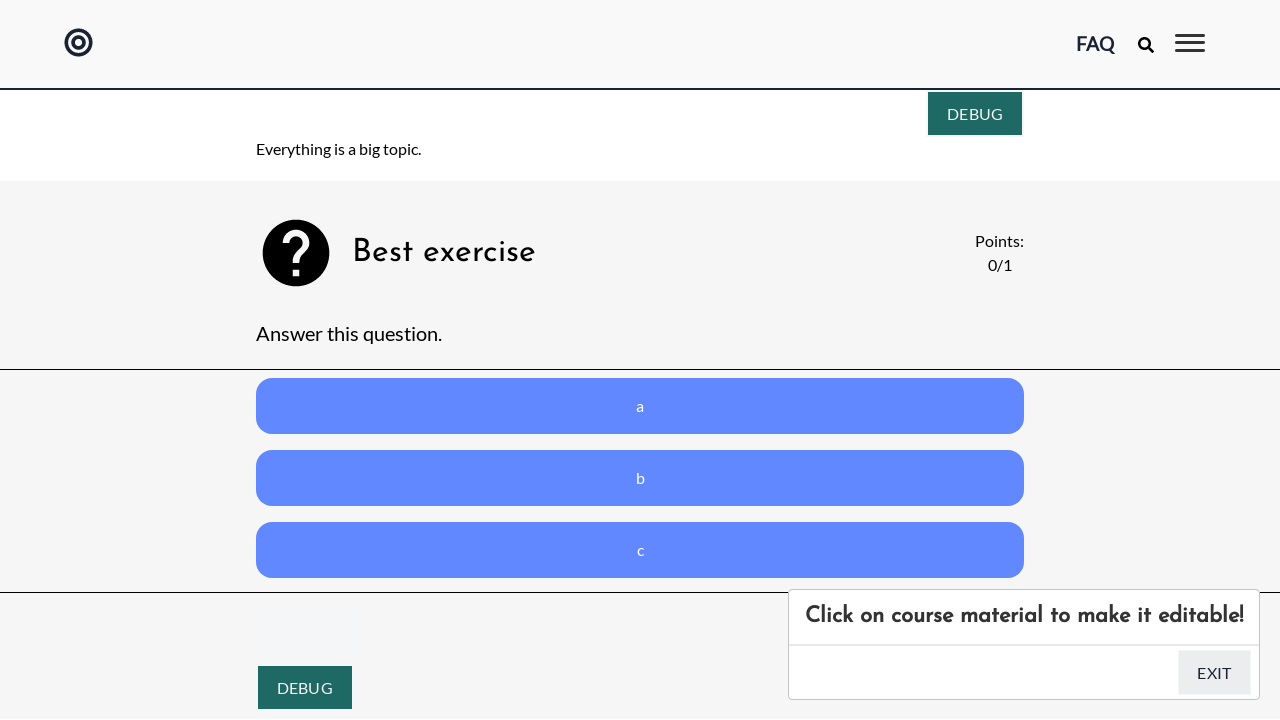 FAQ
DEBUG
Everything is a big topic.
Best exercise
Points:
0/1
Answer this question.
a
b
c
Click on course material to make it editable!
EXIT
DEBUG